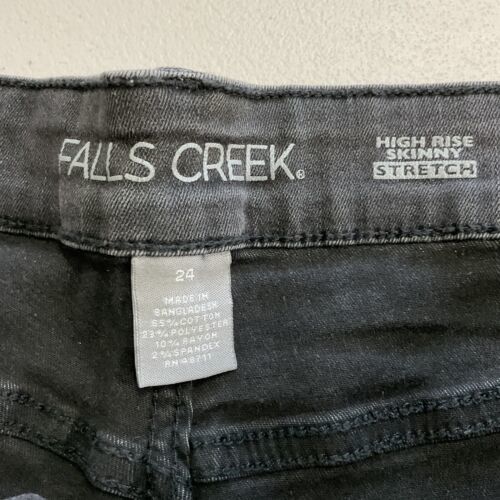 FALLS CREEK®
HIGH RISE
SKINNY
STRETCH
24
MADE IN
BANGLADESH
65% COTTON
23% POLYESTER
10% RAYON
2% SPANDEX
RN 48711